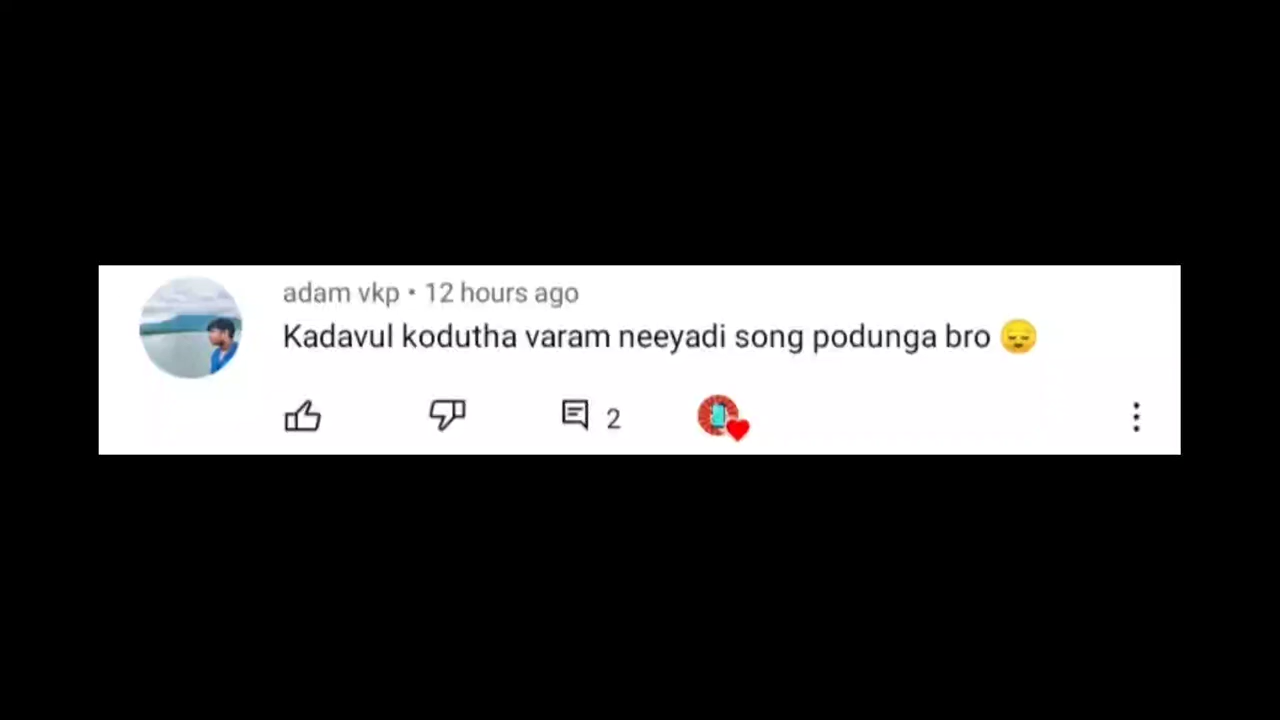 adam vkp • 12 hours ago
Kadavul kodutha varam neeyadi song podunga bro 😔
2